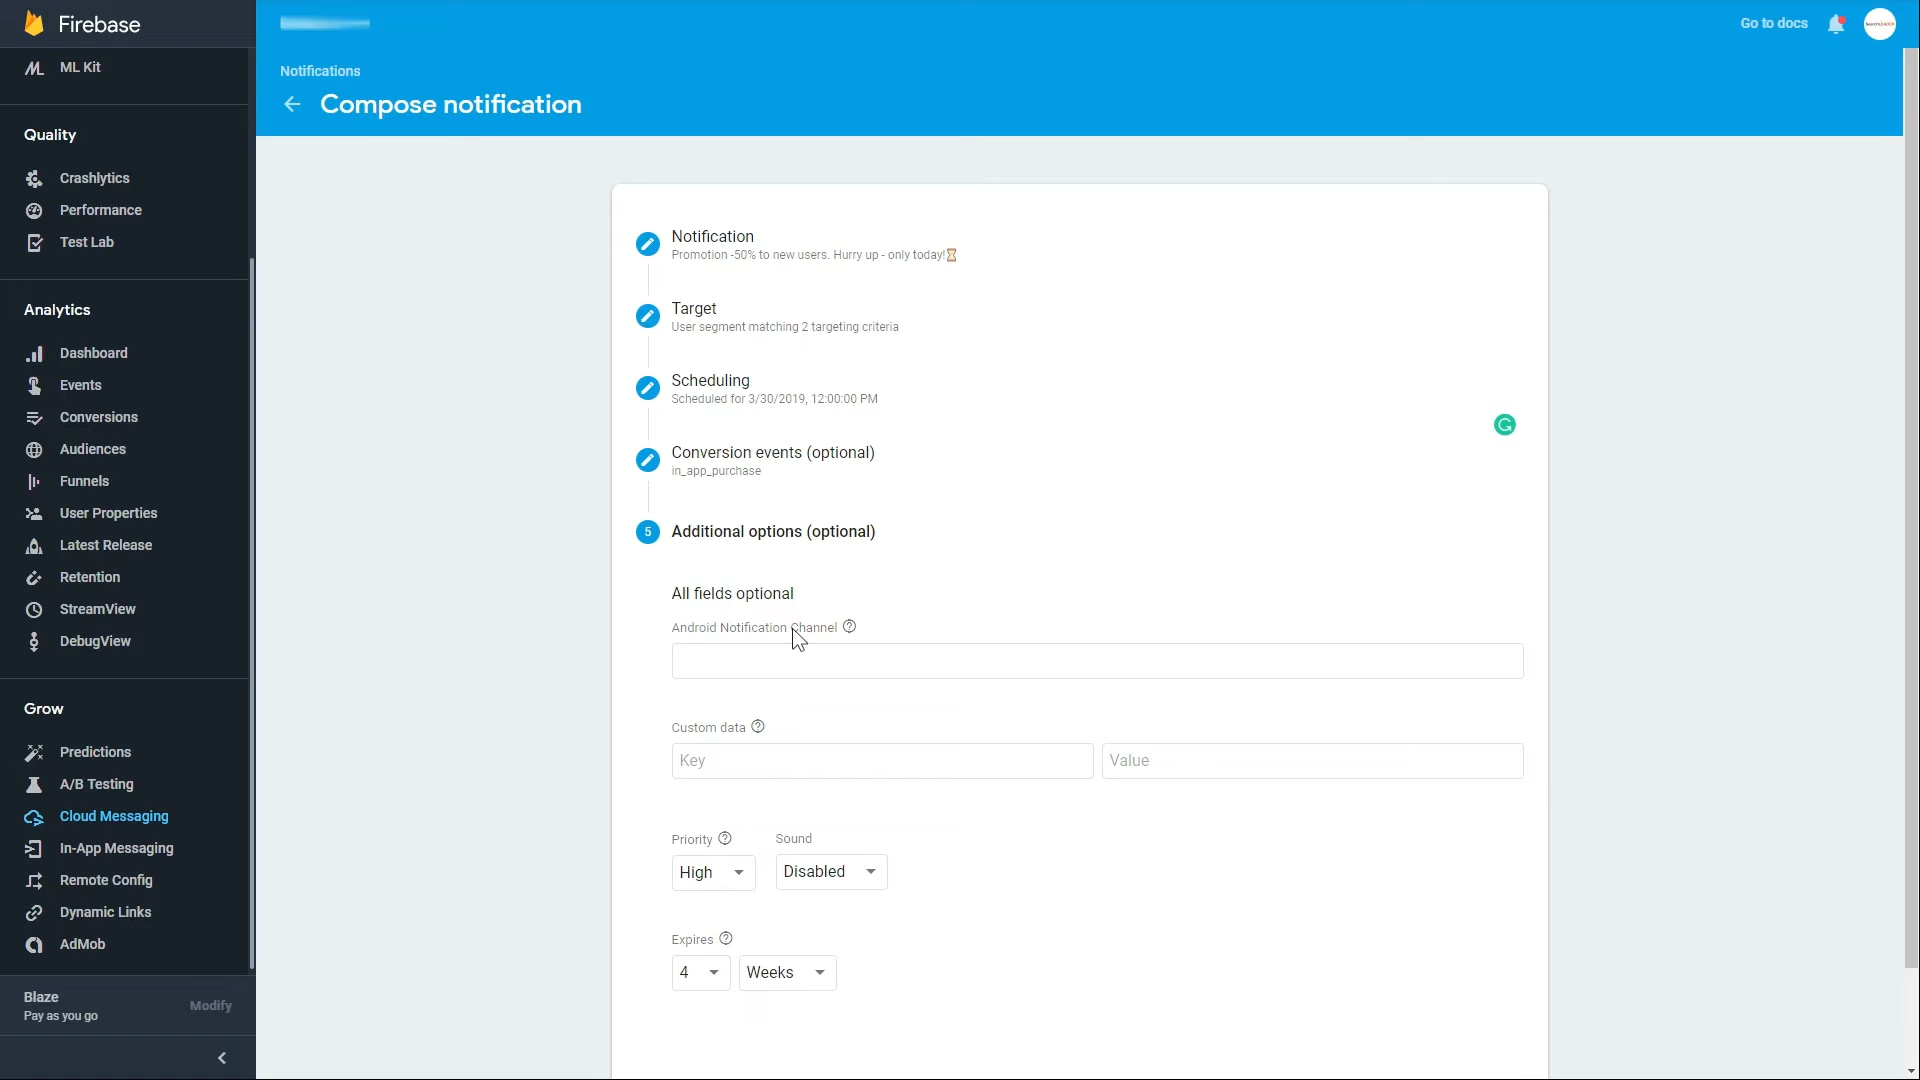 Firebase
ML Kit
Quality
Crashlytics
Performance
Test Lab
Analytics
Dashboard
Events
Conversions
Audiences
Funnels
User Properties
Latest Release
Retention
StreamView
DebugView
Grow
Predictions
A/B Testing
Cloud Messaging
In-App Messaging
Remote Config
Dynamic Links
AdMob
Blaze
Pay as you go
Modify
Go to docs
Notifications
Compose notification
Notification
Promotion -50% to new users. Hurry up - only today!⌛
Target
User segment matching 2 targeting criteria
Scheduling
Scheduled for 3/30/2019, 12:00:00 PM
Conversion events (optional)
in_app_purchase
5 Additional options (optional)
All fields optional
Android Notification Channel
Custom data
Key Value
Priority Sound
High Disabled
Expires
4 Weeks